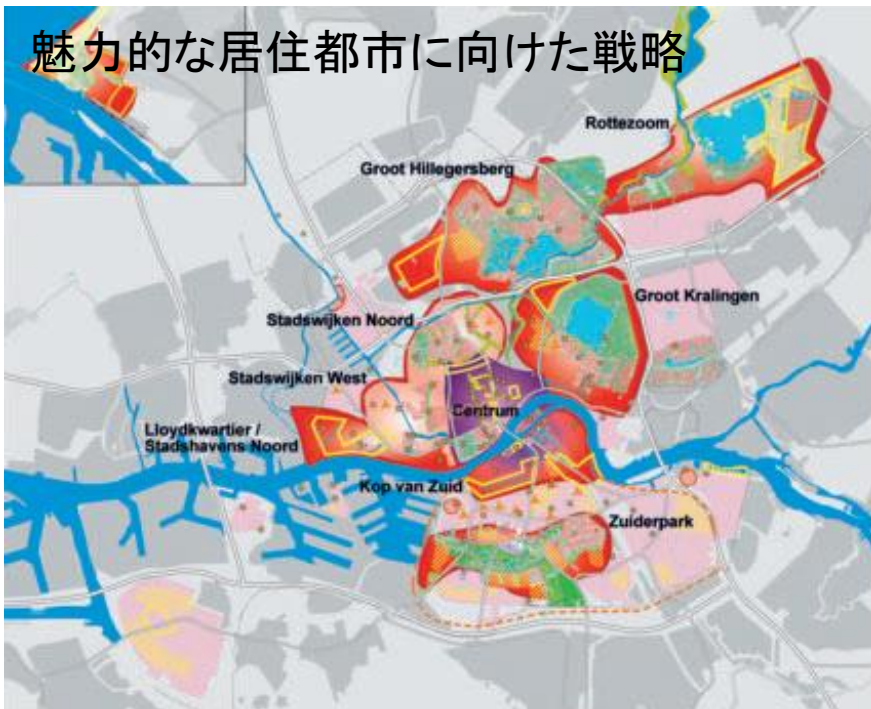 魅力的な居住都市に向けた戦略
Rottezoom
Groot Hillegersberg
Groot Kralingen
Stadswijken Noord
Stadswijken West
Centrum
Lloydkwartier /
Stadshavens Noord
Kop van Zuid
Zuiderpark